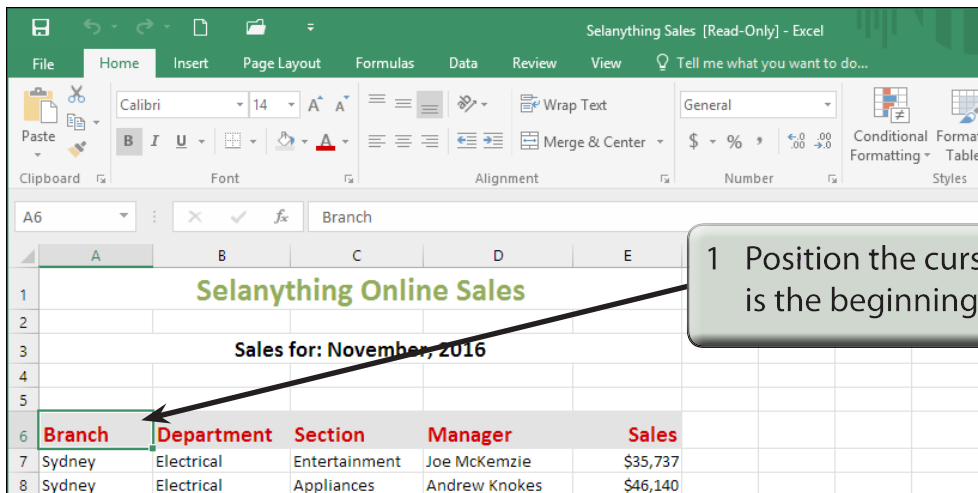 Selanything Sales [Read-Only] - Excel
File Home Insert Page Layout Formulas Data Review View Tell me what you want to do...
Calibri 14 A A Wrap Text General
Paste B I U A Merge & Center $ % , .0 .00 .00 .0 Conditional Formatting
Clipboard Font Alignment Number Styles
A6 fx Branch
A B C D E
1 Selanything Online Sales
2
3 Sales for: November, 2016
4
5
6 Branch Department Section Manager Sales
7 Sydney Electrical Entertainment Joe McKemzie $35,737
8 Sydney Electrical Appliances Andrew Knokes $46,140
1 Position the curs
is the beginning